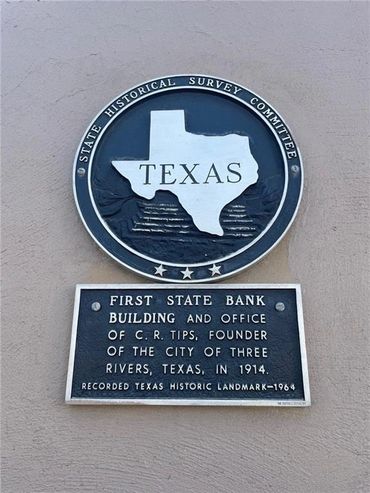 STATE HISTORICAL SURVEY COMMITTEE
TEXAS
FIRST STATE BANK
BUILDING AND OFFICE
OF C. R. TIPS, FOUNDER
OF THE CITY OF THREE
RIVERS, TEXAS, IN 1914.
RECORDED TEXAS HISTORIC LANDMARK—1964